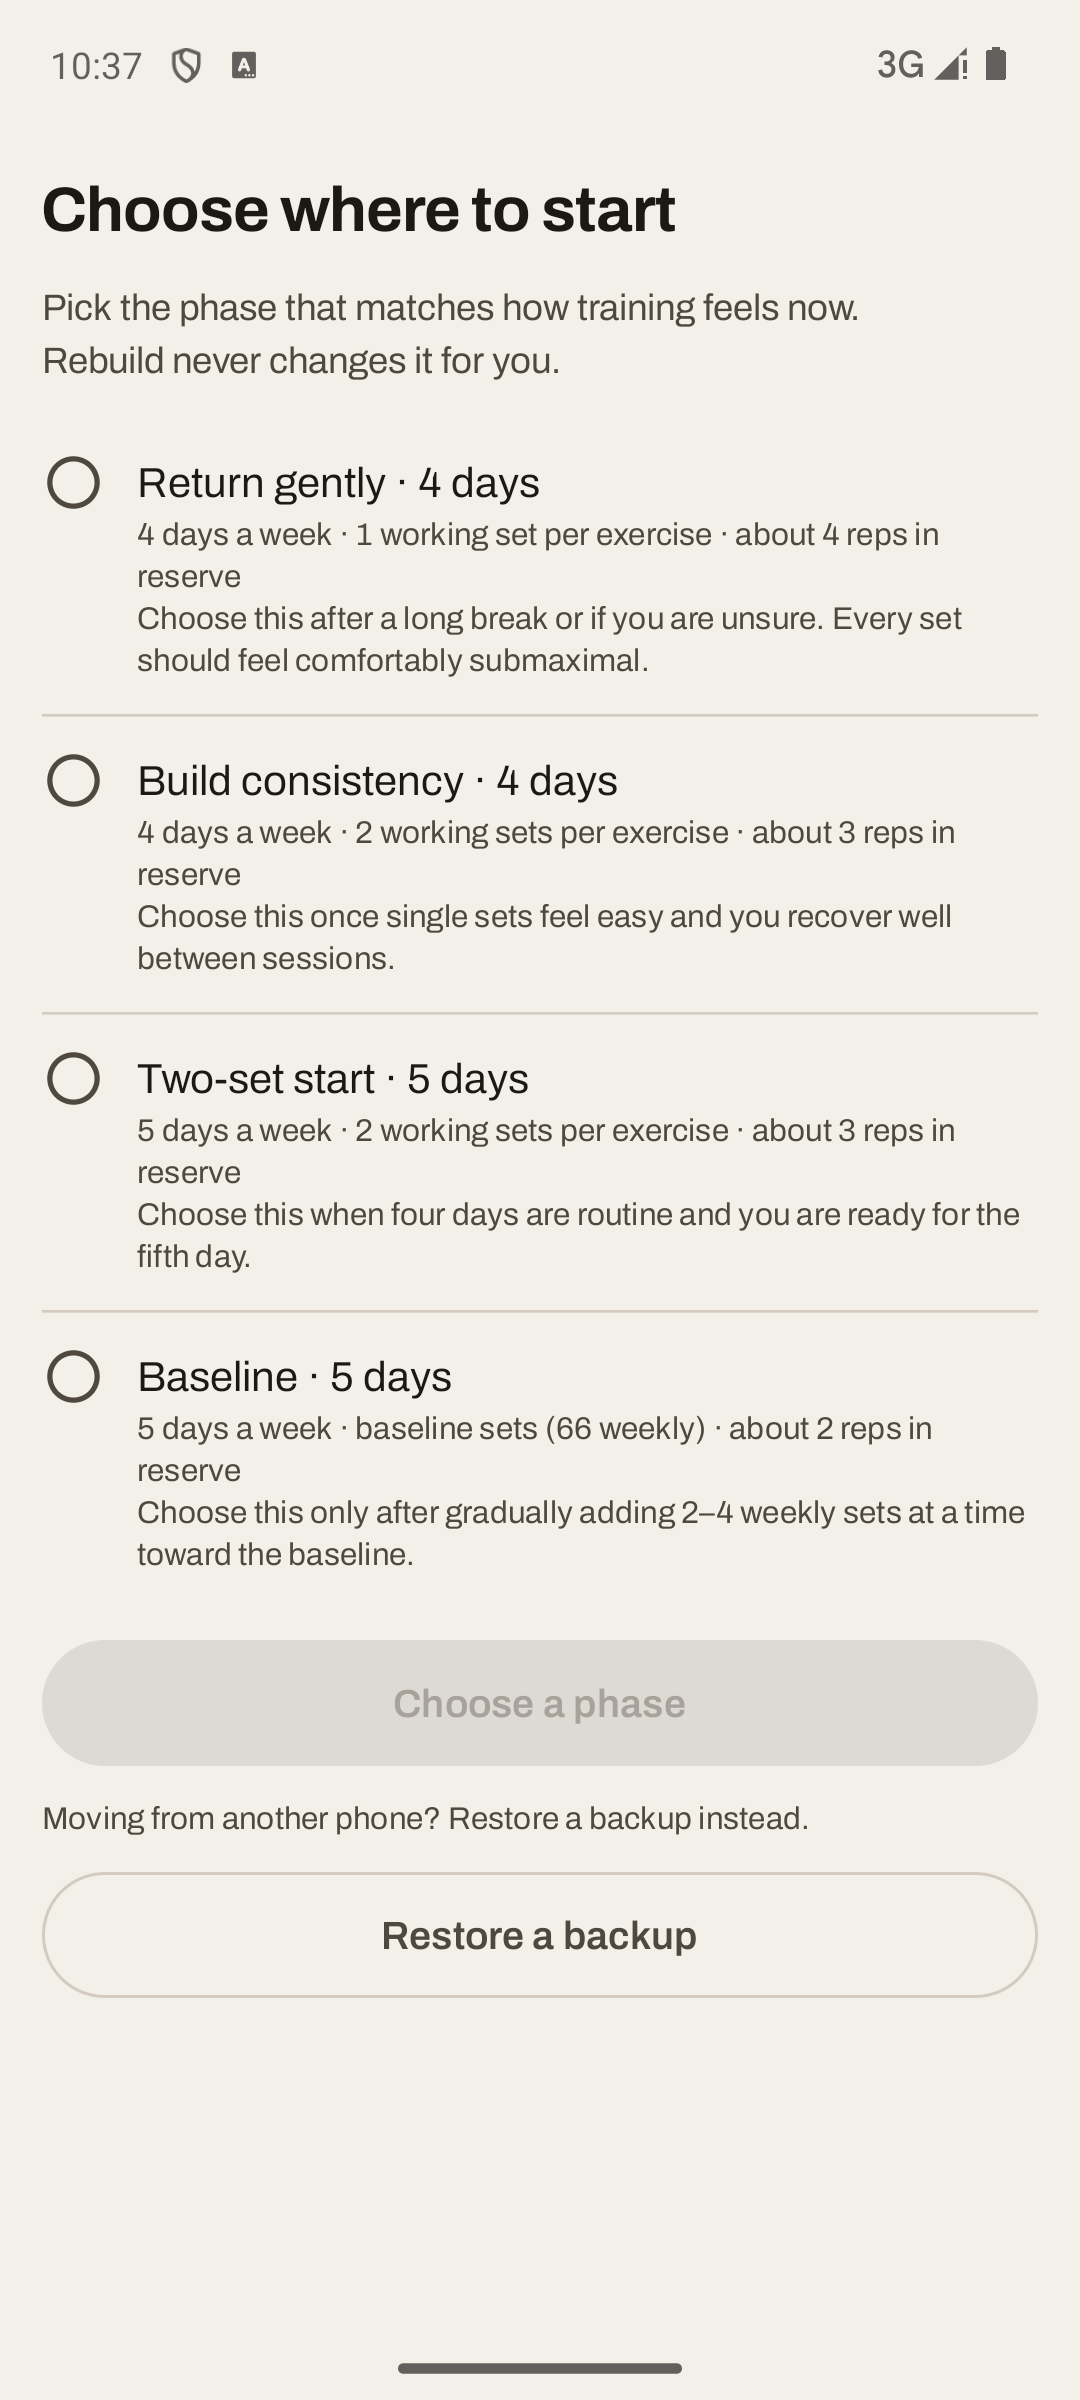 10:37
3G
Choose where to start
Pick the phase that matches how training feels now.
Rebuild never changes it for you.
Return gently · 4 days
4 days a week · 1 working set per exercise · about 4 reps in
reserve
Choose this after a long break or if you are unsure. Every set
should feel comfortably submaximal.
Build consistency · 4 days
4 days a week · 2 working sets per exercise · about 3 reps in
reserve
Choose this once single sets feel easy and you recover well
between sessions.
Two-set start · 5 days
5 days a week · 2 working sets per exercise · about 3 reps in
reserve
Choose this when four days are routine and you are ready for the
fifth day.
Baseline · 5 days
5 days a week · baseline sets (66 weekly) · about 2 reps in
reserve
Choose this only after gradually adding 2–4 weekly sets at a time
toward the baseline.
Choose a phase
Moving from another phone? Restore a backup instead.
Restore a backup